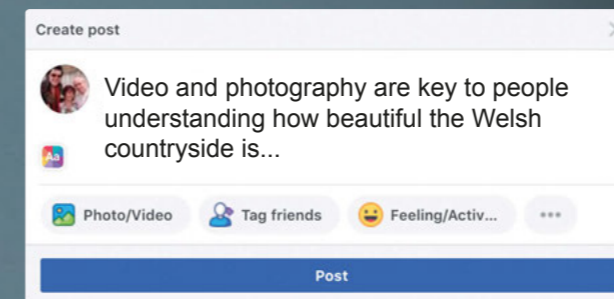 Create post
Video and photography are key to people
understanding how beautiful the Welsh
countryside is...
Aa
Photo/Video
Tag friends
Feeling/Activ...
Post